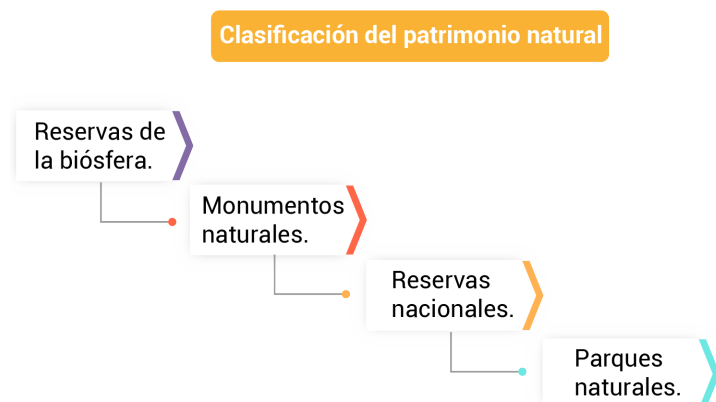 Clasificación del patrimonio natural
Reservas de
la biósfera.
Monumentos
naturales.
Reservas
nacionales.
Parques
naturales.